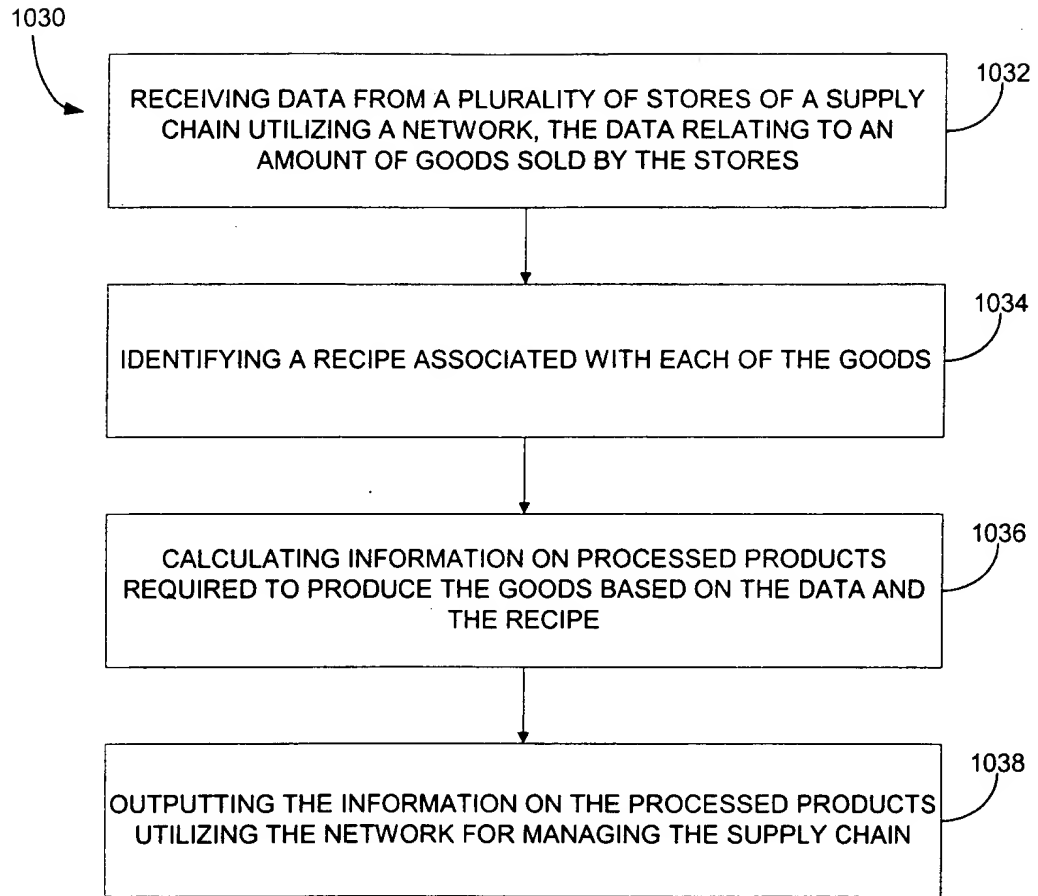 1030
1032
RECEIVING DATA FROM A PLURALITY OF STORES OF A SUPPLY
CHAIN UTILIZING A NETWORK, THE DATA RELATING TO AN
AMOUNT OF GOODS SOLD BY THE STORES
1034
IDENTIFYING A RECIPE ASSOCIATED WITH EACH OF THE GOODS
1036
CALCULATING INFORMATION ON PROCESSED PRODUCTS
REQUIRED TO PRODUCE THE GOODS BASED ON THE DATA AND
THE RECIPE
1038
OUTPUTTING THE INFORMATION ON THE PROCESSED PRODUCTS
UTILIZING THE NETWORK FOR MANAGING THE SUPPLY CHAIN